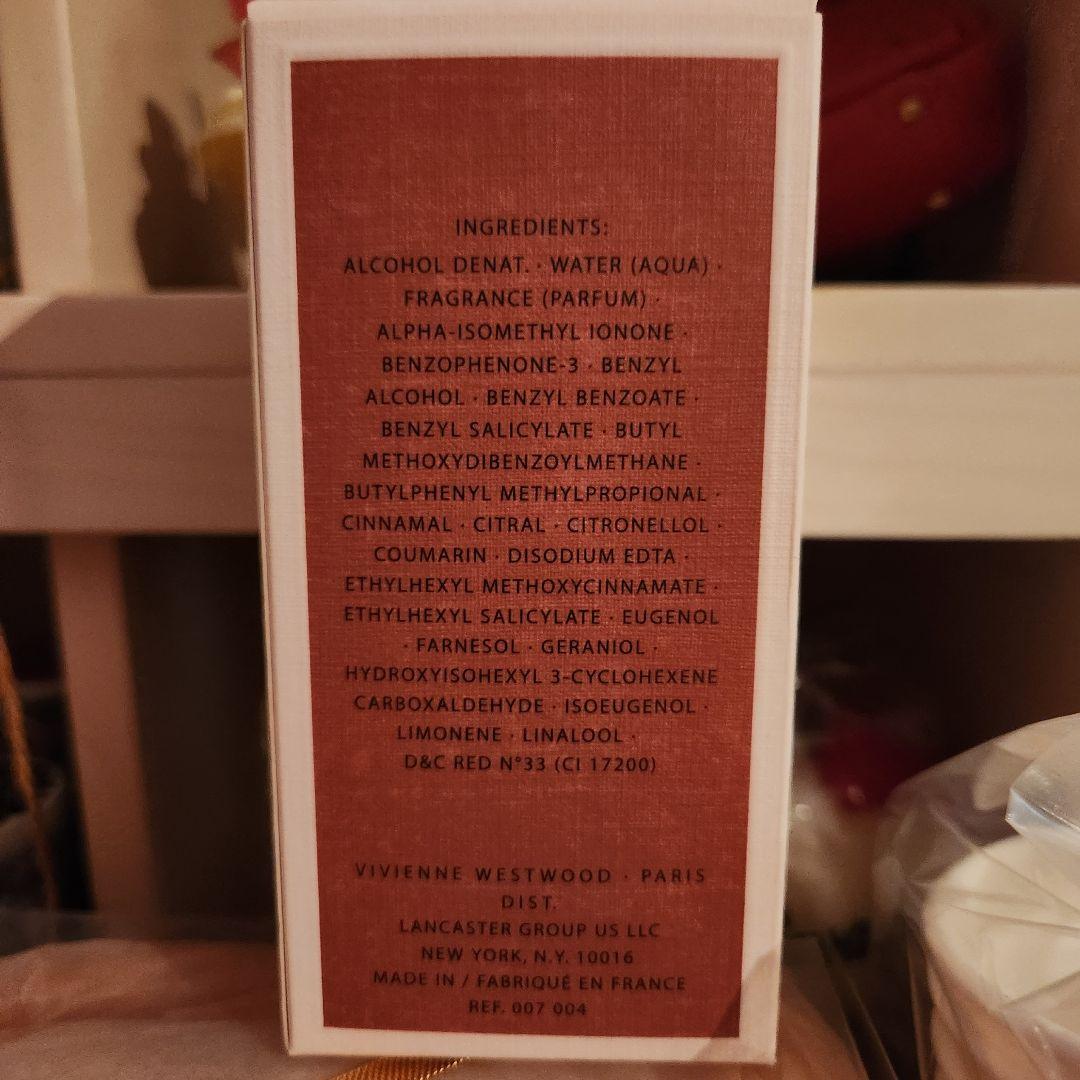 INGREDIENTS:
ALCOHOL DENAT. · WATER (AQUA) ·
FRAGRANCE (PARFUM) ·
ALPHA-ISOMETHYL IONONE ·
BENZOPHENONE-3 · BENZYL
ALCOHOL · BENZYL BENZOATE ·
BENZYL SALICYLATE · BUTYL
METHOXYDIBENZOYLMETHANE ·
BUTYLPHENYL METHYLPROPIONAL ·
CINNAMAL · CITRAL · CITRONELLOL ·
COUMARIN · DISODIUM EDTA ·
ETHYLHEXYL METHOXYCINNAMATE ·
ETHYLHEXYL SALICYLATE · EUGENOL
· FARNESOL · GERANIOL ·
HYDROXYISOHEXYL 3-CYCLOHEXENE
CARBOXALDEHYDE · ISOEUGENOL ·
LIMONENE · LINALOOL ·
D&C RED N°33 (CI 17200)
VIVIENNE WESTWOOD · PARIS
DIST.
LANCASTER GROUP US LLC
NEW YORK, N.Y. 10016
MADE IN / FABRIQUÉ EN FRANCE
REF. 007 004